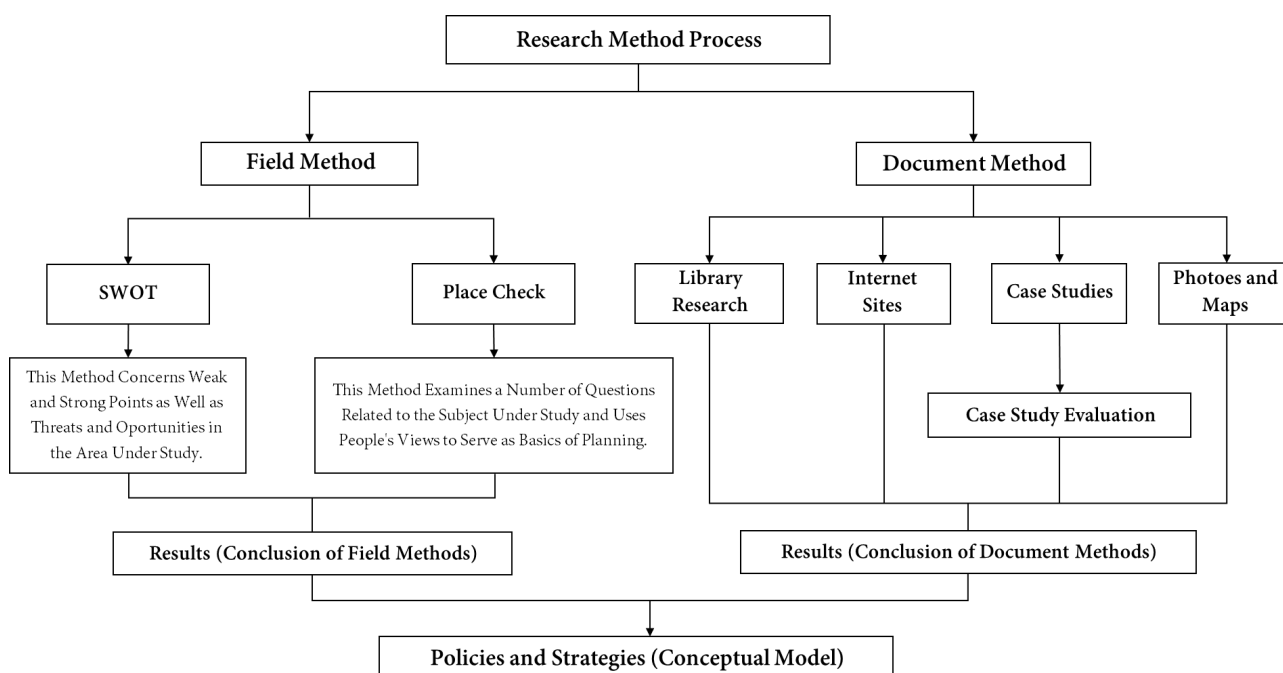 Research Method Process
Field Method
Document Method
SWOT
Place Check
Library
Research
Internet
Sites
Case Studies
Photoes and
Maps
This Method Concerns Weak
and Strong Points as Well as
Threats and Oportunities in
the Area Under Study.
This Method Examines a Number of Questions
Related to the Subject Under Study and Uses
People's Views to Serve as Basics of Planning.
Case Study Evaluation
Results (Conclusion of Field Methods)
Results (Conclusion of Document Methods)
Policies and Strategies (Conceptual Model)